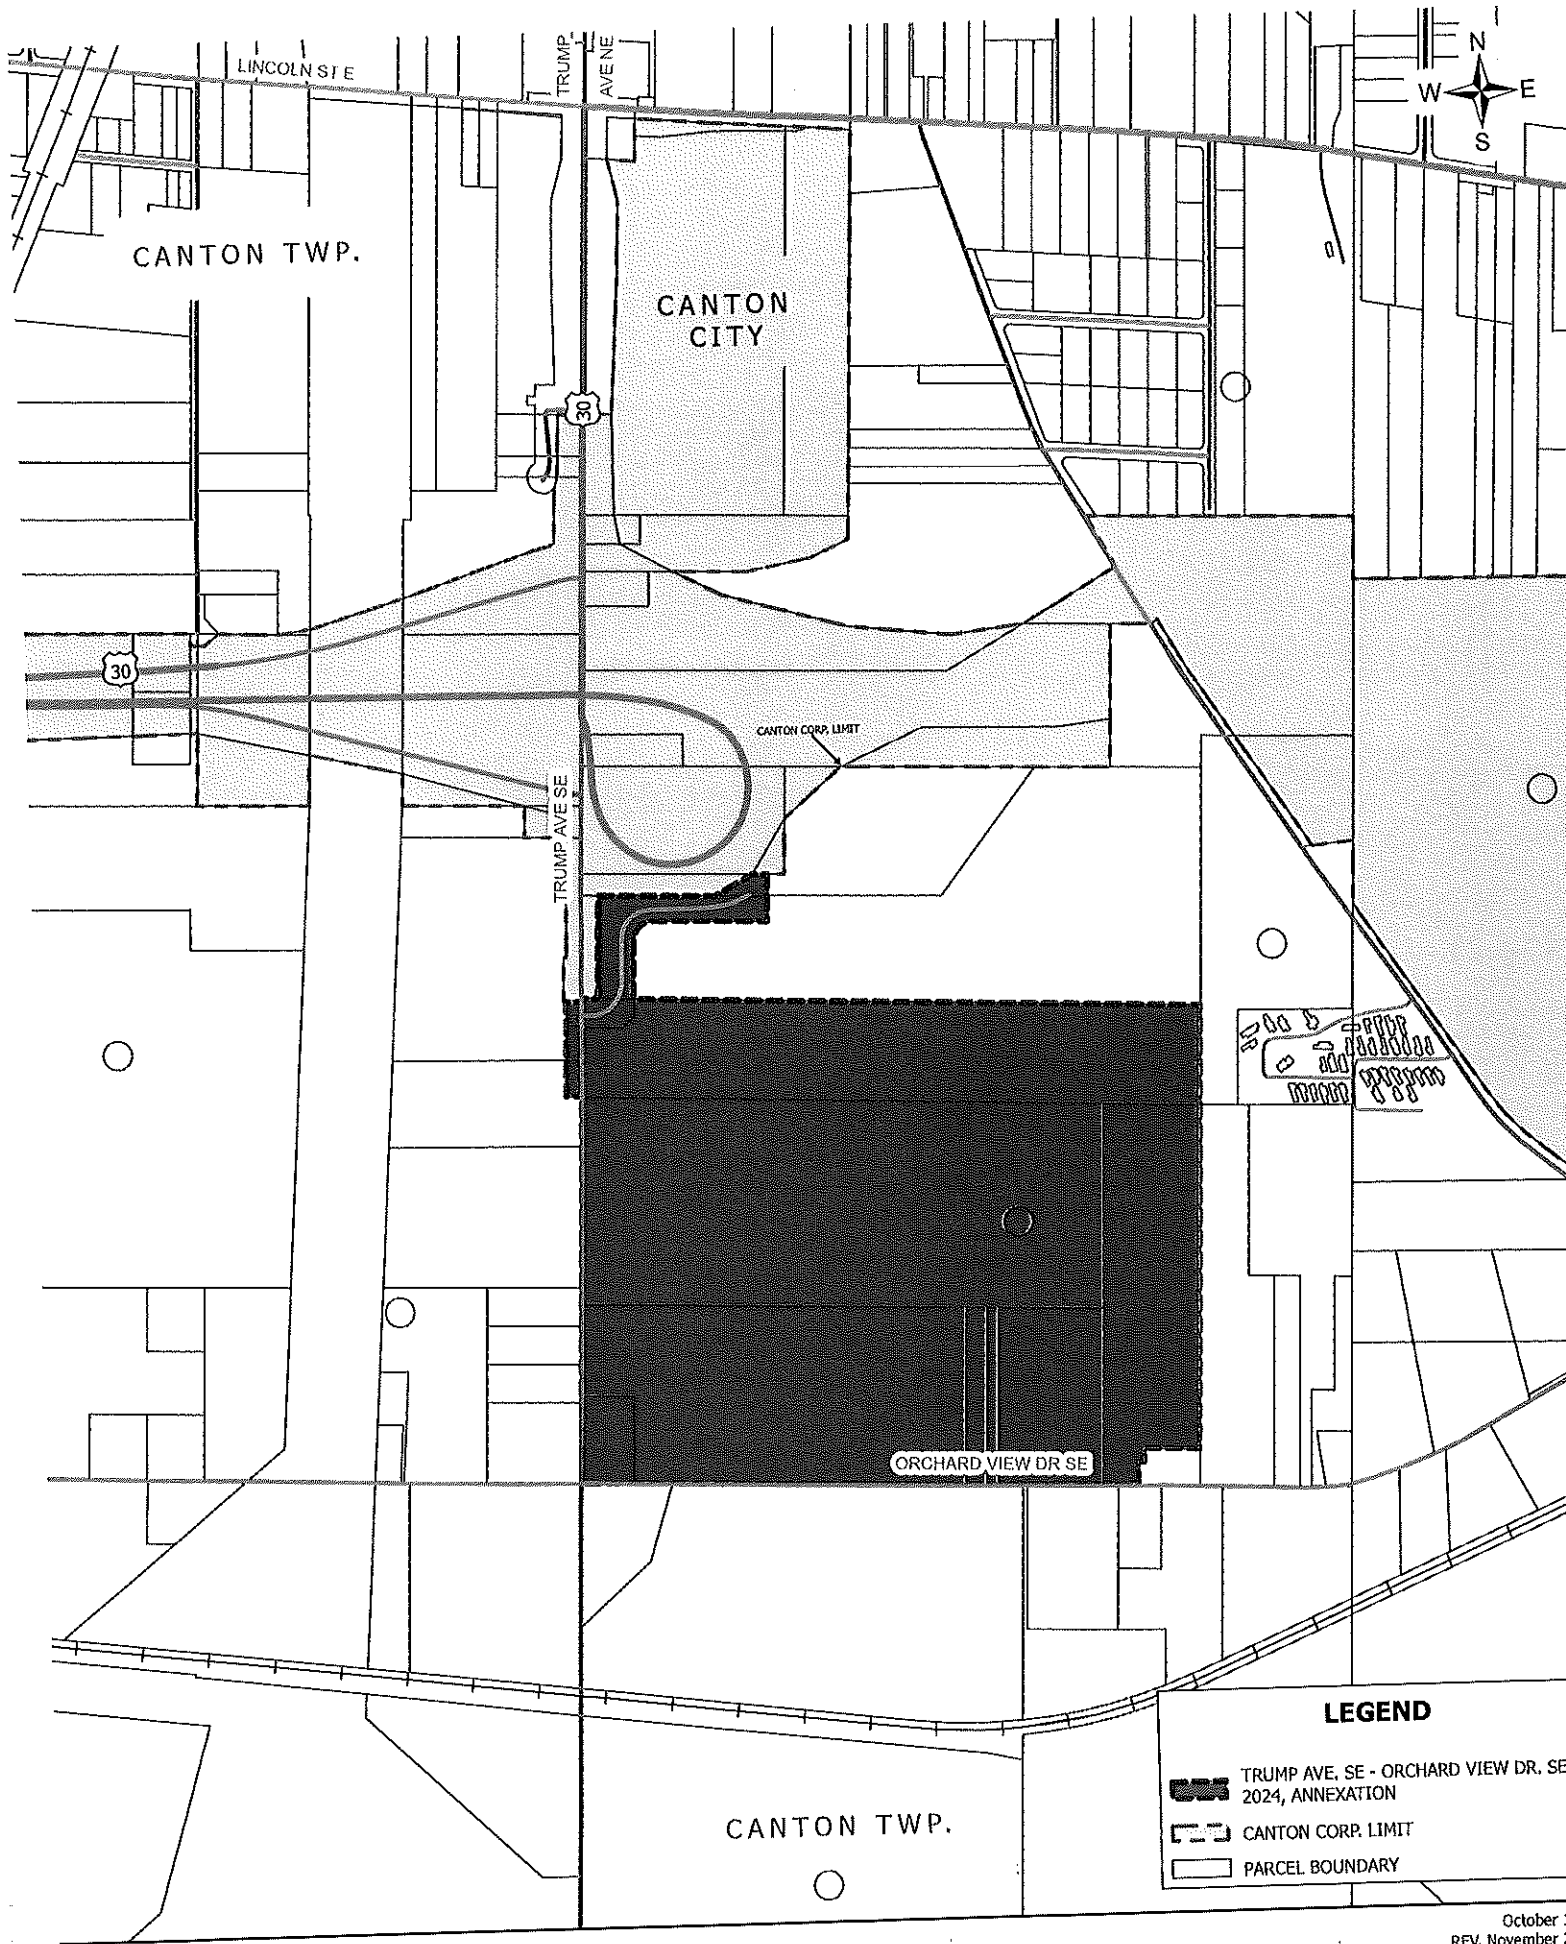 LINCOLN ST E
TRUMP
AVE NE
N
W
E
S
CANTON TWP.
CANTON
CITY
30
30
CANTON CORP. LIMIT
TRUMP AVE SE
ORCHARD VIEW DR SE
LEGEND
TRUMP AVE. SE - ORCHARD VIEW DR. SE
2024, ANNEXATION
CANTON CORP. LIMIT
PARCEL BOUNDARY
CANTON TWP.
October
REV. November